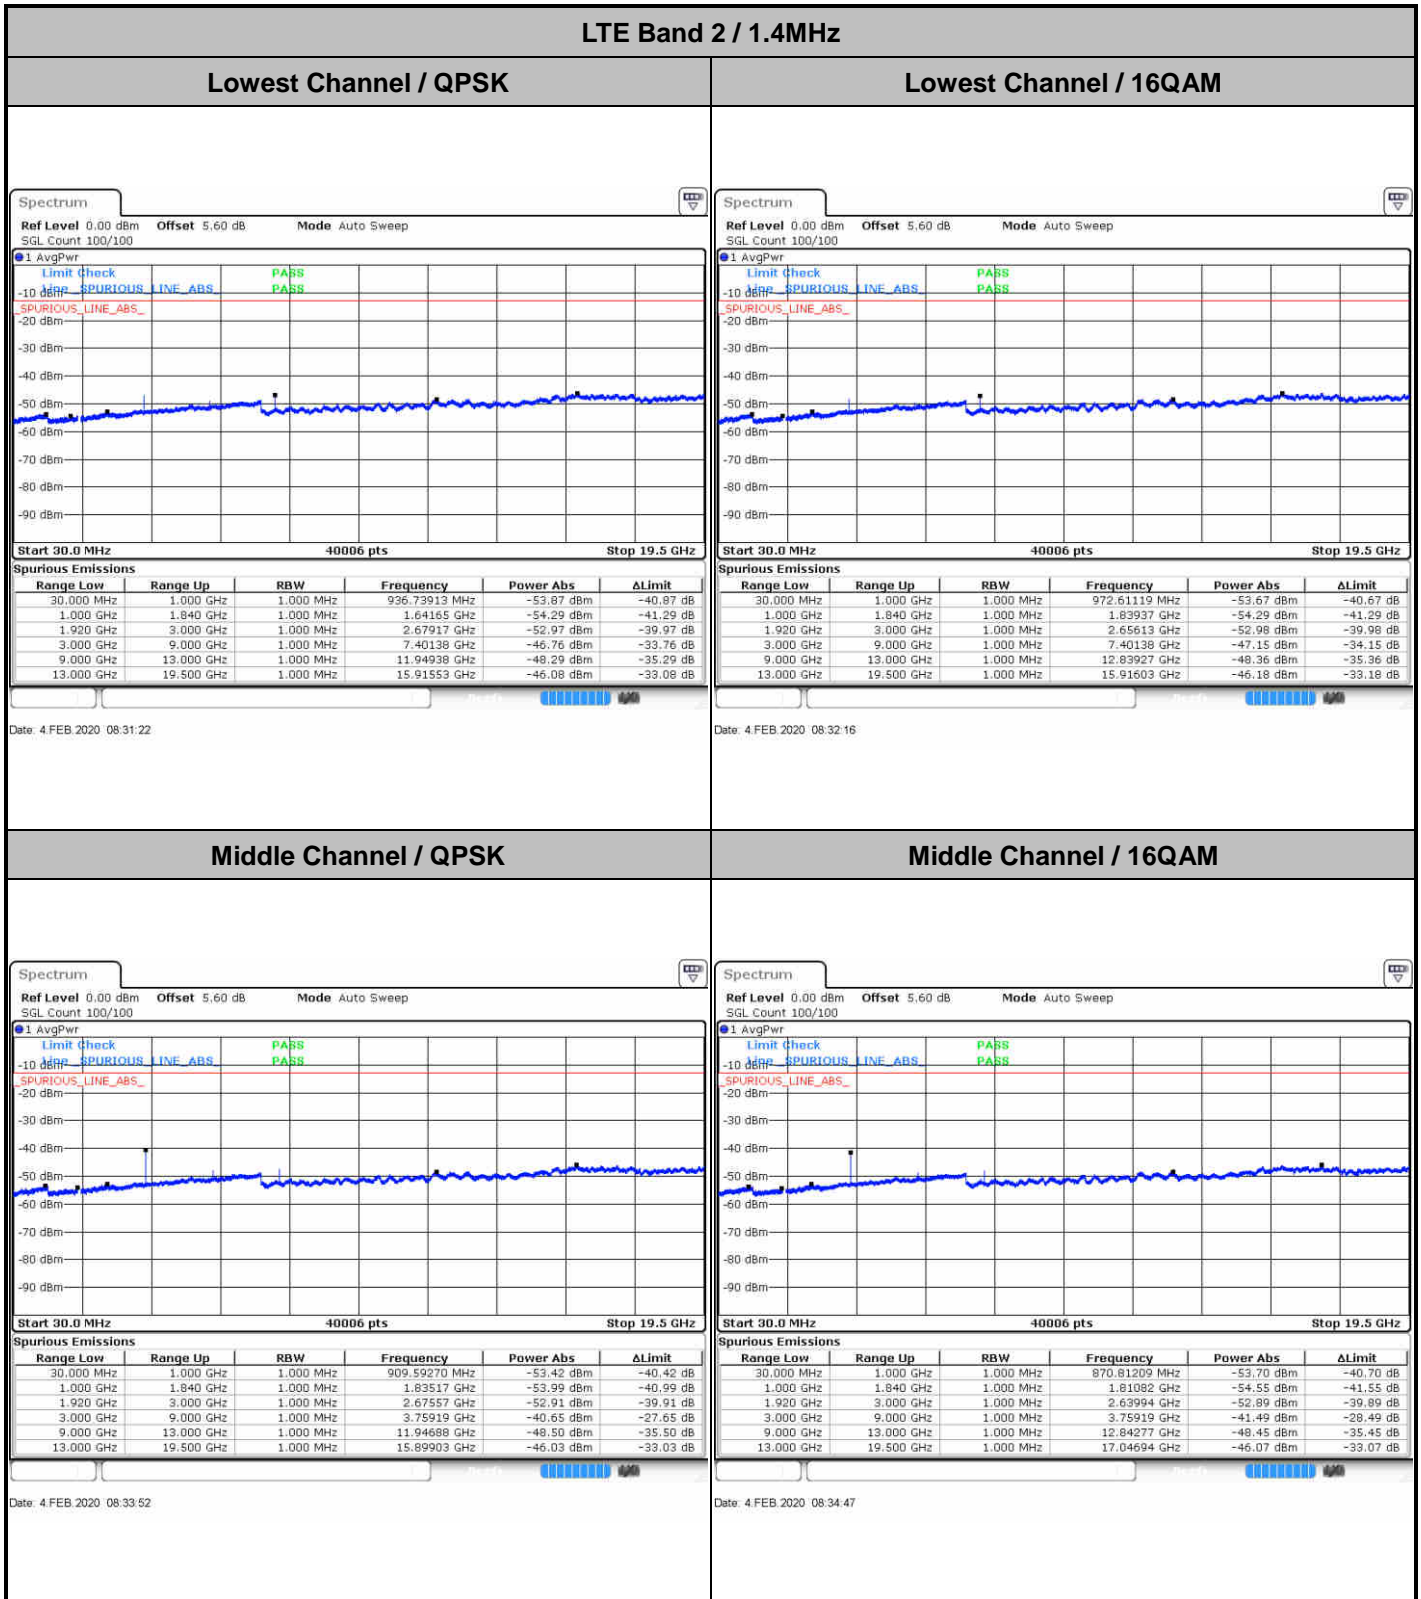 LTE Band 2 / 1.4MHz
Lowest Channel / QPSK
Lowest Channel / 16QAM
Spectrum
Ref Level 0.00 dBm Offset 5.60 dB Mode Auto Sweep
SGL Count 100/100
1 AvgPwr
Limit Check PASS
Line _SPURIOUS_LINE_ABS_ PASS
-10 dBm
_SPURIOUS_LINE_ABS_
-20 dBm
-30 dBm
-40 dBm
-50 dBm
-60 dBm
-70 dBm
-80 dBm
-90 dBm
Start 30.0 MHz 40006 pts Stop 19.5 GHz
Spurious Emissions
Range Low Range Up RBW Frequency Power Abs ΔLimit
30.000 MHz 1.000 GHz 1.000 MHz 936.73913 MHz -53.87 dBm -40.87 dB
1.000 GHz 1.840 GHz 1.000 MHz 1.64165 GHz -54.29 dBm -41.29 dB
1.920 GHz 3.000 GHz 1.000 MHz 2.67917 GHz -52.97 dBm -39.97 dB
3.000 GHz 9.000 GHz 1.000 MHz 7.40138 GHz -46.76 dBm -33.76 dB
9.000 GHz 13.000 GHz 1.000 MHz 11.94938 GHz -48.29 dBm -35.29 dB
13.000 GHz 19.500 GHz 1.000 MHz 15.91553 GHz -46.08 dBm -33.08 dB
Date: 4.FEB.2020 08:31:22
Spectrum
Ref Level 0.00 dBm Offset 5.60 dB Mode Auto Sweep
SGL Count 100/100
1 AvgPwr
Limit Check PASS
Line _SPURIOUS_LINE_ABS_ PASS
-10 dBm
_SPURIOUS_LINE_ABS_
-20 dBm
-30 dBm
-40 dBm
-50 dBm
-60 dBm
-70 dBm
-80 dBm
-90 dBm
Start 30.0 MHz 40006 pts Stop 19.5 GHz
Spurious Emissions
Range Low Range Up RBW Frequency Power Abs ΔLimit
30.000 MHz 1.000 GHz 1.000 MHz 972.61119 MHz -53.67 dBm -40.67 dB
1.000 GHz 1.840 GHz 1.000 MHz 1.83937 GHz -54.29 dBm -41.29 dB
1.920 GHz 3.000 GHz 1.000 MHz 2.65613 GHz -52.98 dBm -39.98 dB
3.000 GHz 9.000 GHz 1.000 MHz 7.40138 GHz -47.15 dBm -34.15 dB
9.000 GHz 13.000 GHz 1.000 MHz 12.83927 GHz -48.36 dBm -35.36 dB
13.000 GHz 19.500 GHz 1.000 MHz 15.91603 GHz -46.18 dBm -33.18 dB
Date: 4.FEB.2020 08:32:16
Middle Channel / QPSK
Middle Channel / 16QAM
Spectrum
Ref Level 0.00 dBm Offset 5.60 dB Mode Auto Sweep
SGL Count 100/100
1 AvgPwr
Limit Check PASS
Line _SPURIOUS_LINE_ABS_ PASS
-10 dBm
_SPURIOUS_LINE_ABS_
-20 dBm
-30 dBm
-40 dBm
-50 dBm
-60 dBm
-70 dBm
-80 dBm
-90 dBm
Start 30.0 MHz 40006 pts Stop 19.5 GHz
Spurious Emissions
Range Low Range Up RBW Frequency Power Abs ΔLimit
30.000 MHz 1.000 GHz 1.000 MHz 909.59270 MHz -53.42 dBm -40.42 dB
1.000 GHz 1.840 GHz 1.000 MHz 1.83517 GHz -53.99 dBm -40.99 dB
1.920 GHz 3.000 GHz 1.000 MHz 2.67557 GHz -52.91 dBm -39.91 dB
3.000 GHz 9.000 GHz 1.000 MHz 3.75919 GHz -40.65 dBm -27.65 dB
9.000 GHz 13.000 GHz 1.000 MHz 11.94688 GHz -48.50 dBm -35.50 dB
13.000 GHz 19.500 GHz 1.000 MHz 15.89903 GHz -46.03 dBm -33.03 dB
Date: 4.FEB.2020 08:33:52
Spectrum
Ref Level 0.00 dBm Offset 5.60 dB Mode Auto Sweep
SGL Count 100/100
1 AvgPwr
Limit Check PASS
Line _SPURIOUS_LINE_ABS_ PASS
-10 dBm
_SPURIOUS_LINE_ABS_
-20 dBm
-30 dBm
-40 dBm
-50 dBm
-60 dBm
-70 dBm
-80 dBm
-90 dBm
Start 30.0 MHz 40006 pts Stop 19.5 GHz
Spurious Emissions
Range Low Range Up RBW Frequency Power Abs ΔLimit
30.000 MHz 1.000 GHz 1.000 MHz 870.81209 MHz -53.70 dBm -40.70 dB
1.000 GHz 1.840 GHz 1.000 MHz 1.81082 GHz -54.55 dBm -41.55 dB
1.920 GHz 3.000 GHz 1.000 MHz 2.63994 GHz -52.89 dBm -39.89 dB
3.000 GHz 9.000 GHz 1.000 MHz 3.75919 GHz -41.49 dBm -28.49 dB
9.000 GHz 13.000 GHz 1.000 MHz 12.84277 GHz -48.45 dBm -35.45 dB
13.000 GHz 19.500 GHz 1.000 MHz 17.04694 GHz -46.07 dBm -33.07 dB
Date: 4.FEB.2020 08:34:47